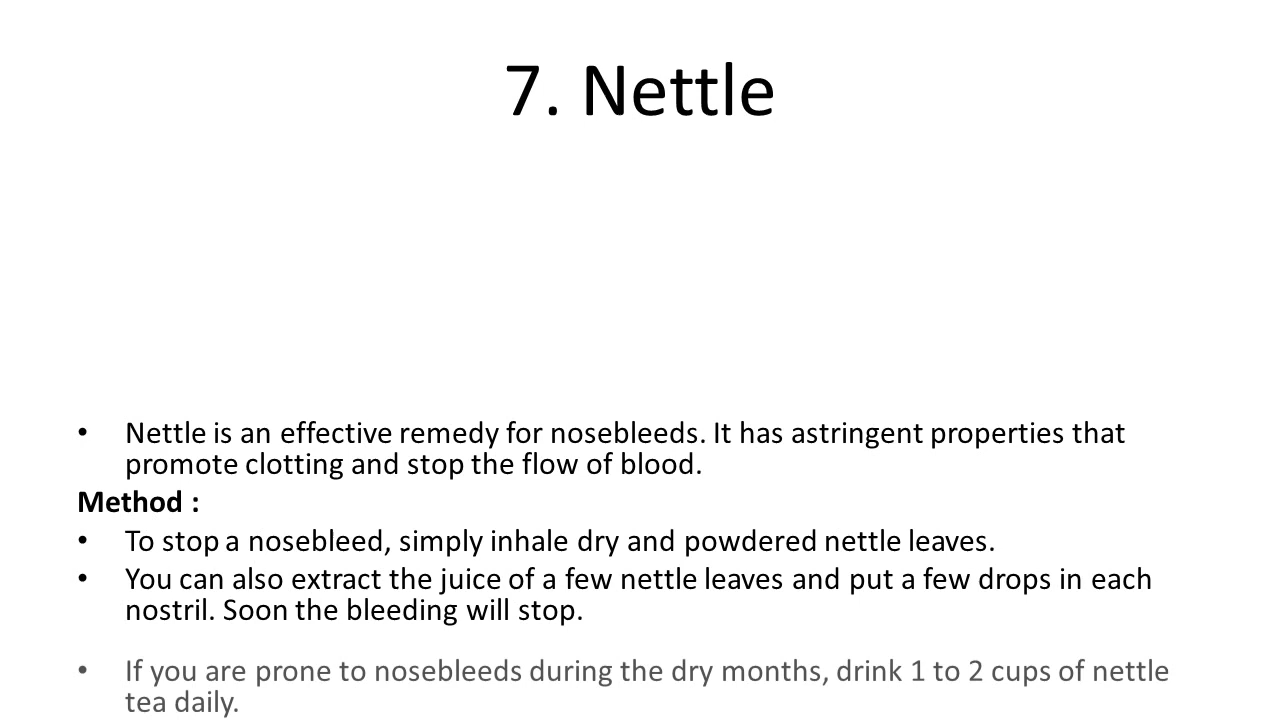 7. Nettle
• Nettle is an effective remedy for nosebleeds. It has astringent properties that
promote clotting and stop the flow of blood.
Method :
• To stop a nosebleed, simply inhale dry and powdered nettle leaves.
• You can also extract the juice of a few nettle leaves and put a few drops in each
nostril. Soon the bleeding will stop.
• If you are prone to nosebleeds during the dry months, drink 1 to 2 cups of nettle
tea daily.